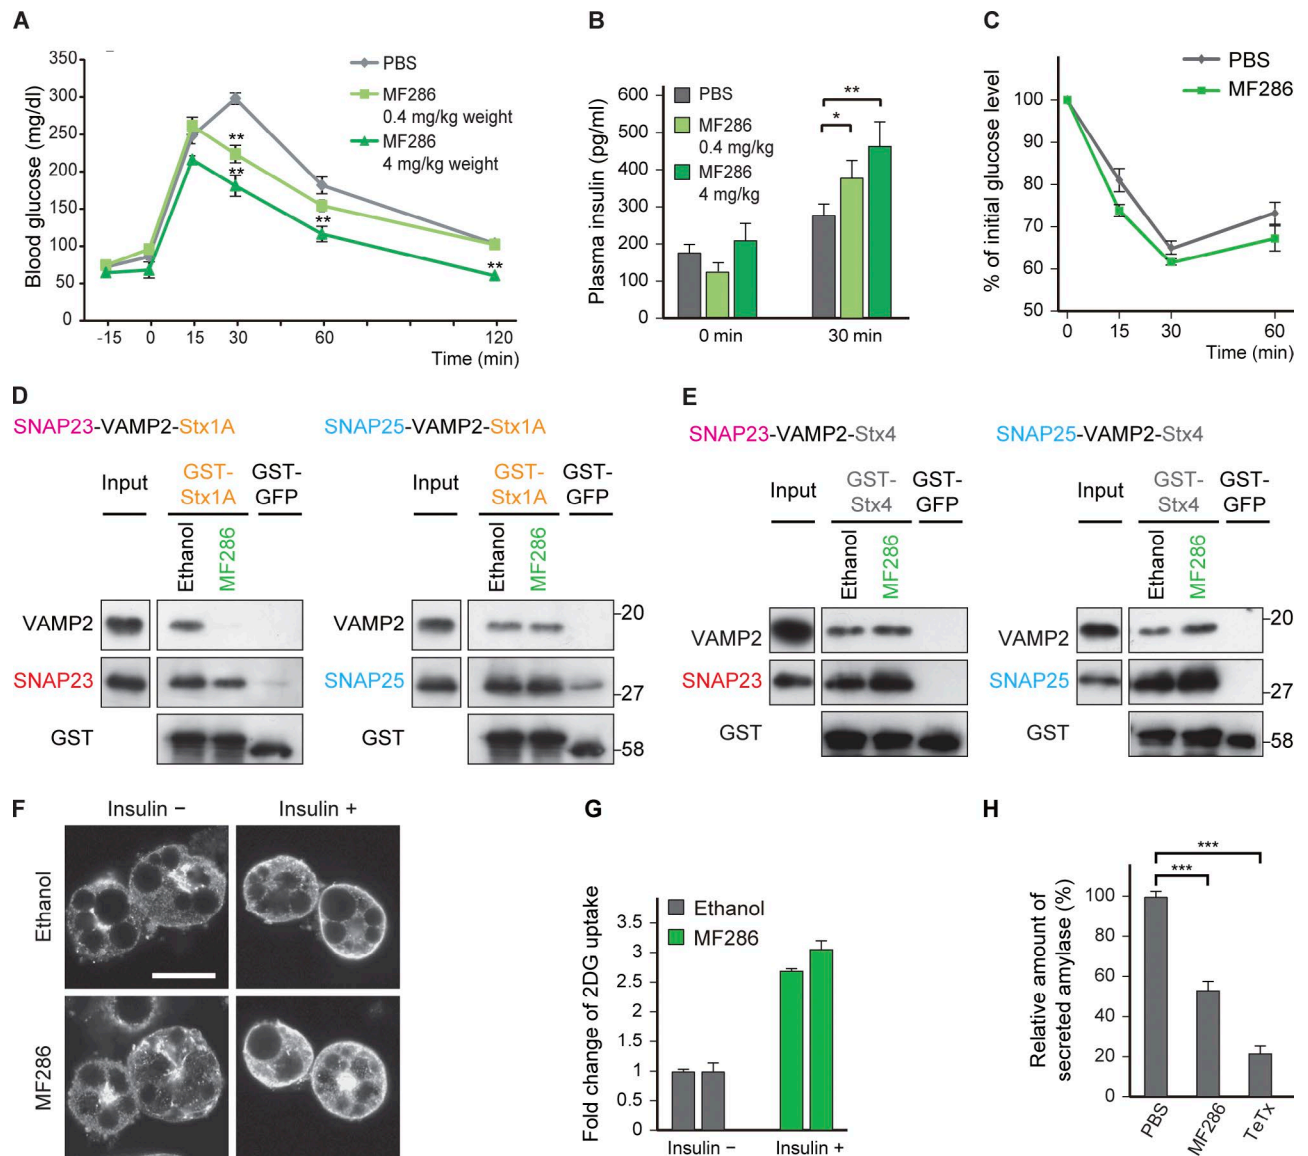 A
350
300
250
200
150
100
50
0
Blood glucose (mg/dl)
PBS
MF286
0.4 mg/kg weight
MF286
4 mg/kg weight
**
**
**
**
-15 0 15 30 60 120
Time (min)
B
600
500
400
300
200
100
0
Plasma insulin (pg/ml)
PBS
MF286
0.4 mg/kg
MF286
4 mg/kg
**
*
0 min 30 min
C
100
90
80
70
60
50
% of initial glucose level
PBS
MF286
0 15 30 60
Time (min)
D
SNAP23-VAMP2-Stx1A
Input
GST-
Stx1A
GST-
GFP
Ethanol
MF286
VAMP2
SNAP23
GST
SNAP25-VAMP2-Stx1A
Input
GST-
Stx1A
GST-
GFP
Ethanol
MF286
VAMP2
SNAP25
GST
-20
-27
-58
E
SNAP23-VAMP2-Stx4
Input
GST-
Stx4
GST-
GFP
Ethanol
MF286
VAMP2
SNAP23
GST
SNAP25-VAMP2-Stx4
Input
GST-
Stx4
GST-
GFP
Ethanol
MF286
VAMP2
SNAP25
GST
-20
-27
-58
F
Insulin − Insulin +
Ethanol
MF286
G
3.5
3
2.5
2
1.5
1
0.5
0
Fold change of 2DG uptake
Ethanol
MF286
Insulin − Insulin +
H
100
80
60
40
20
0
Relative amount of
secreted amylase (%)
***
***
PBS MF286 TeTx